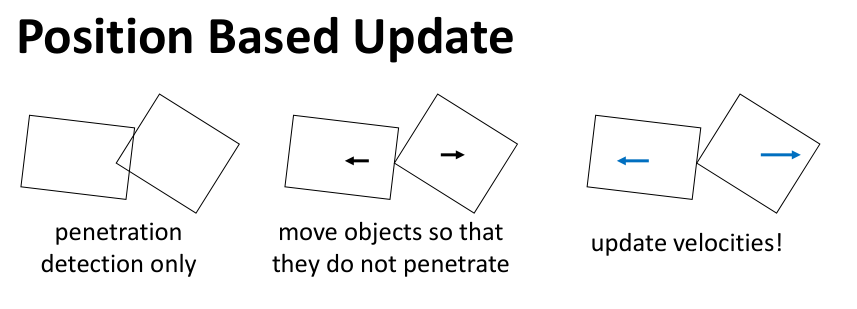 Position Based Update
penetration
detection only
move objects so that
they do not penetrate
update velocities!